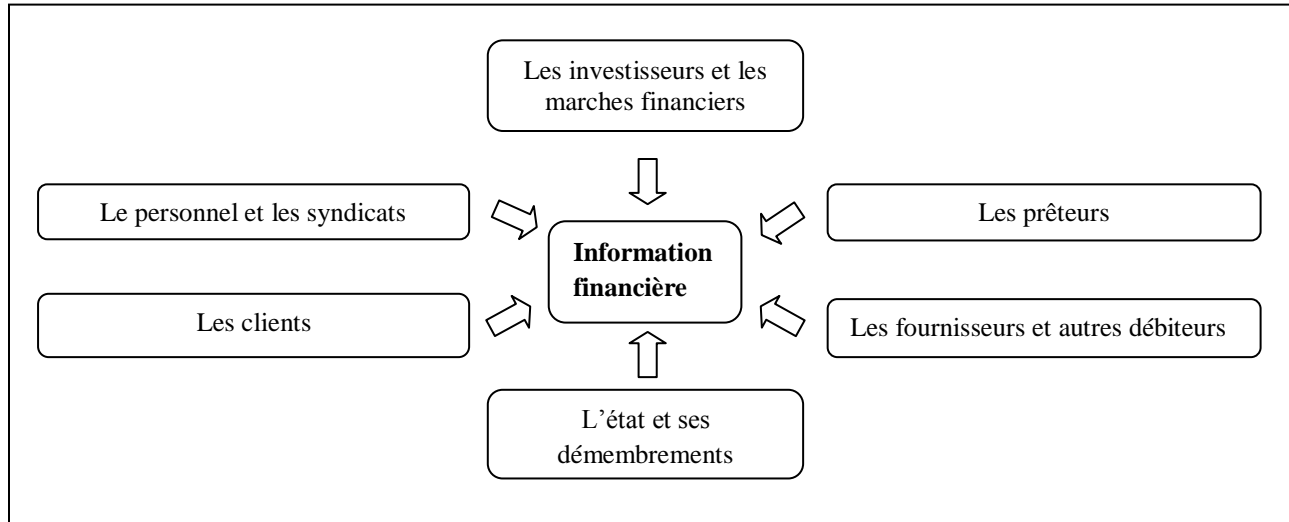 Les investisseurs et les
marches financiers
Le personnel et les syndicats
Les prêteurs
Information
financière
Les clients
Les fournisseurs et autres débiteurs
L’état et ses
démembrements